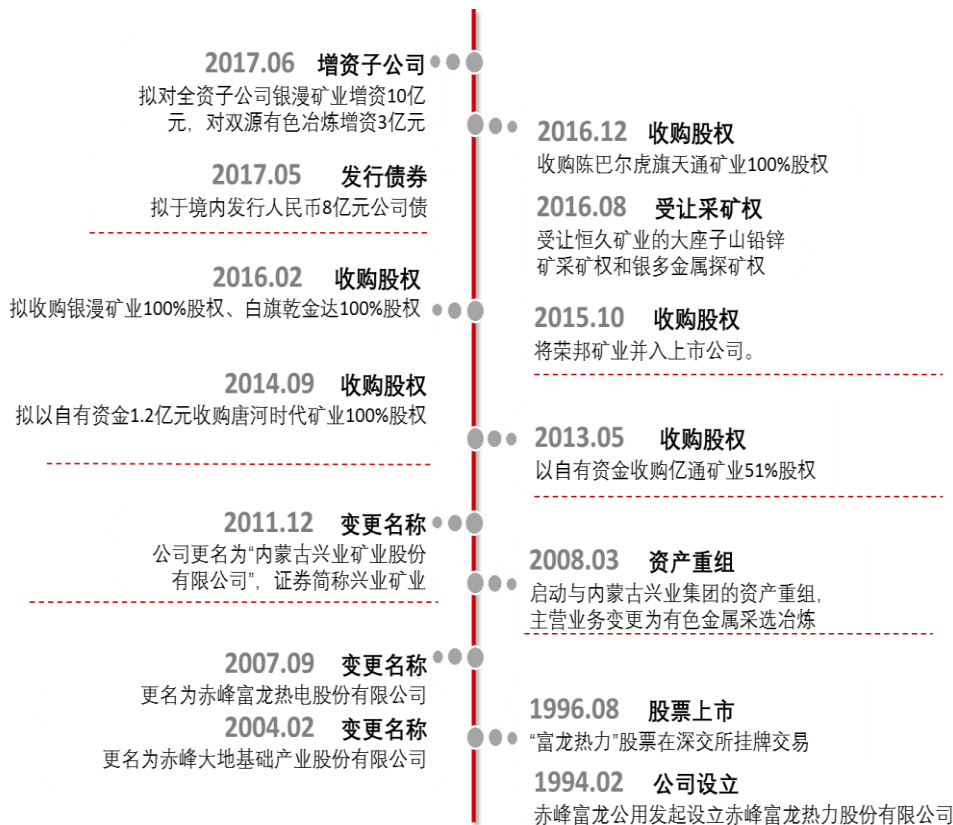 2017.06 增资子公司
拟对全资子公司银漫矿业增资10亿
元，对双源有色冶炼增资3亿元
2016.12 收购股权
收购陈巴尔虎旗天通矿业100%股权
2017.05 发行债券
拟于境内发行人民币8亿元公司债
2016.08 受让采矿权
受让恒久矿业的大座子山铅锌
矿采矿权和银多金属探矿权
2016.02 收购股权
拟收购银漫矿业100%股权、白旗乾金达100%股权
2015.10 收购股权
将荣邦矿业并入上市公司。
2014.09 收购股权
拟以自有资金1.2亿元收购唐河时代矿业100%股权
2013.05 收购股权
以自有资金收购亿通矿业51%股权
2011.12 变更名称
公司更名为“内蒙古兴业矿业股份
有限公司”，证券简称兴业矿业
2008.03 资产重组
启动与内蒙古兴业集团的资产重组，
主营业务变更为有色金属采选冶炼
2007.09 变更名称
更名为赤峰富龙热电股份有限公司
2004.02 变更名称
更名为赤峰大地基础产业股份有限公司
1996.08 股票上市
“富龙热力”股票在深交所挂牌交易
1994.02 公司设立
赤峰富龙公用发起设立赤峰富龙热力股份有限公司